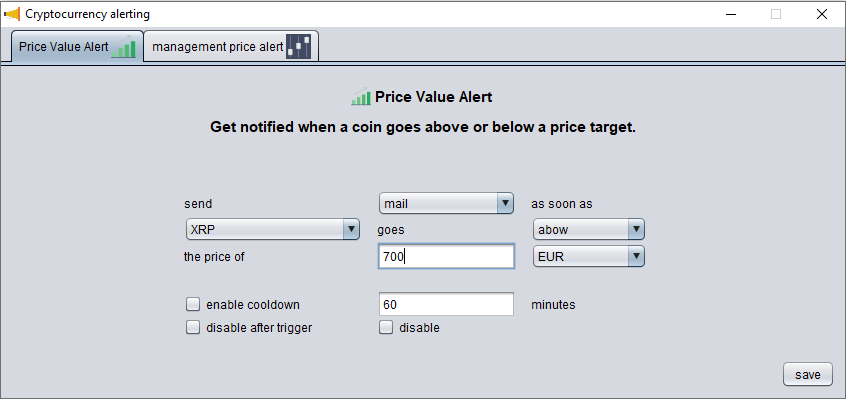 Cryptocurrency alerting
Price Value Alert management price alert
Price Value Alert
Get notified when a coin goes above or below a price target.
send mail as soon as
XRP goes abow
the price of 700 EUR
enable cooldown 60 minutes
disable after trigger disable
save